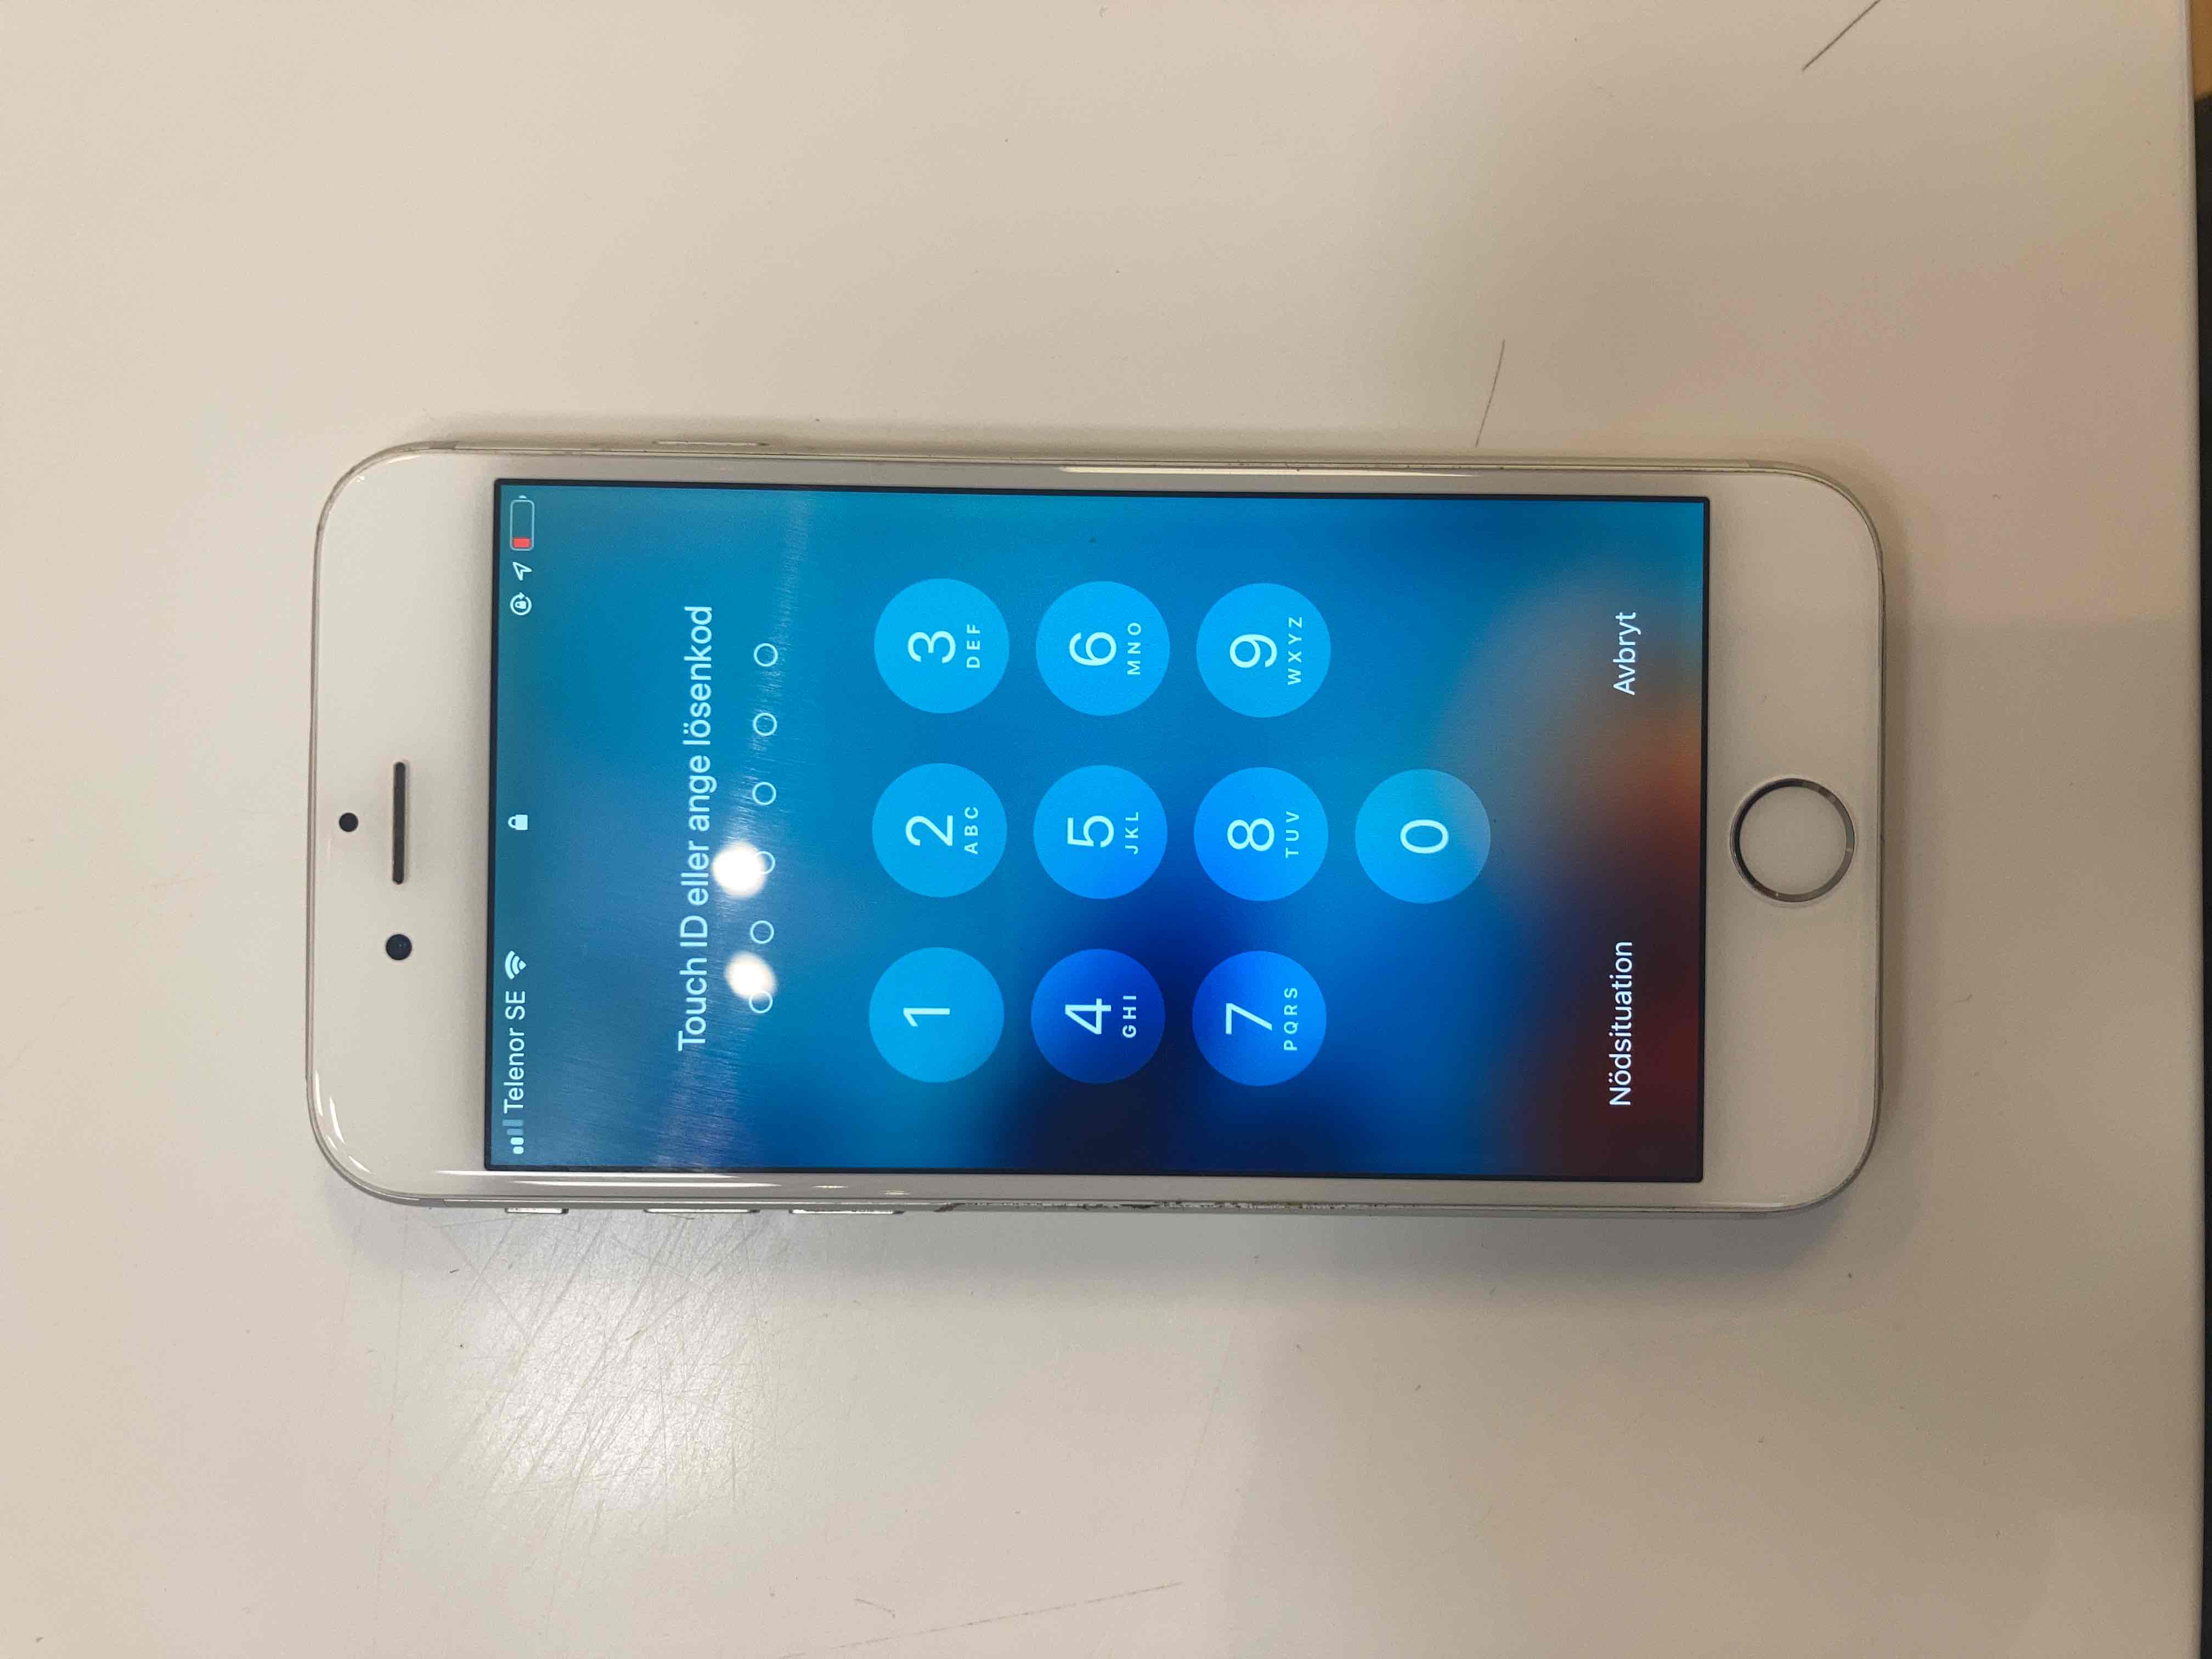 Telenor SE
Touch ID eller ange lösenkod
1
2
ABC
3
DEF
4
GHI
5
JKL
6
MNO
7
PQRS
8
TUV
9
WXYZ
0
Nödsituation
Avbryt